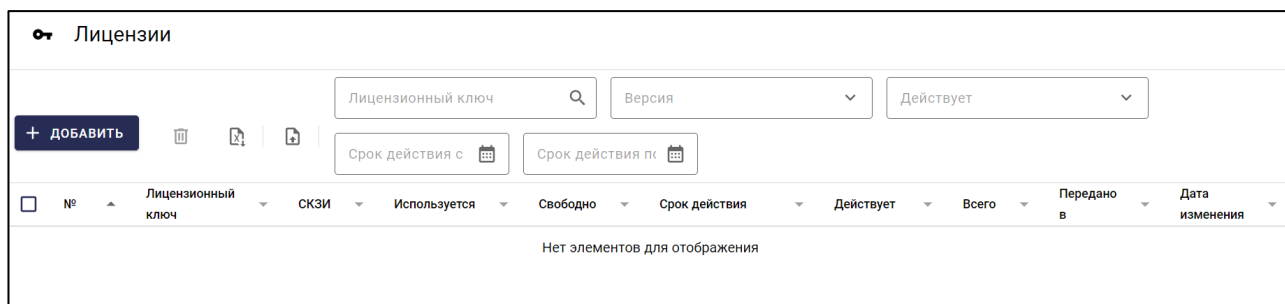 Лицензии
Лицензионный ключ
Версия
Действует
+ ДОБАВИТЬ
Срок действия с
Срок действия по
№
Лицензионный
ключ
СКЗИ
Используется
Свободно
Срок действия
Действует
Всего
Передано
в
Дата
изменения
Нет элементов для отображения